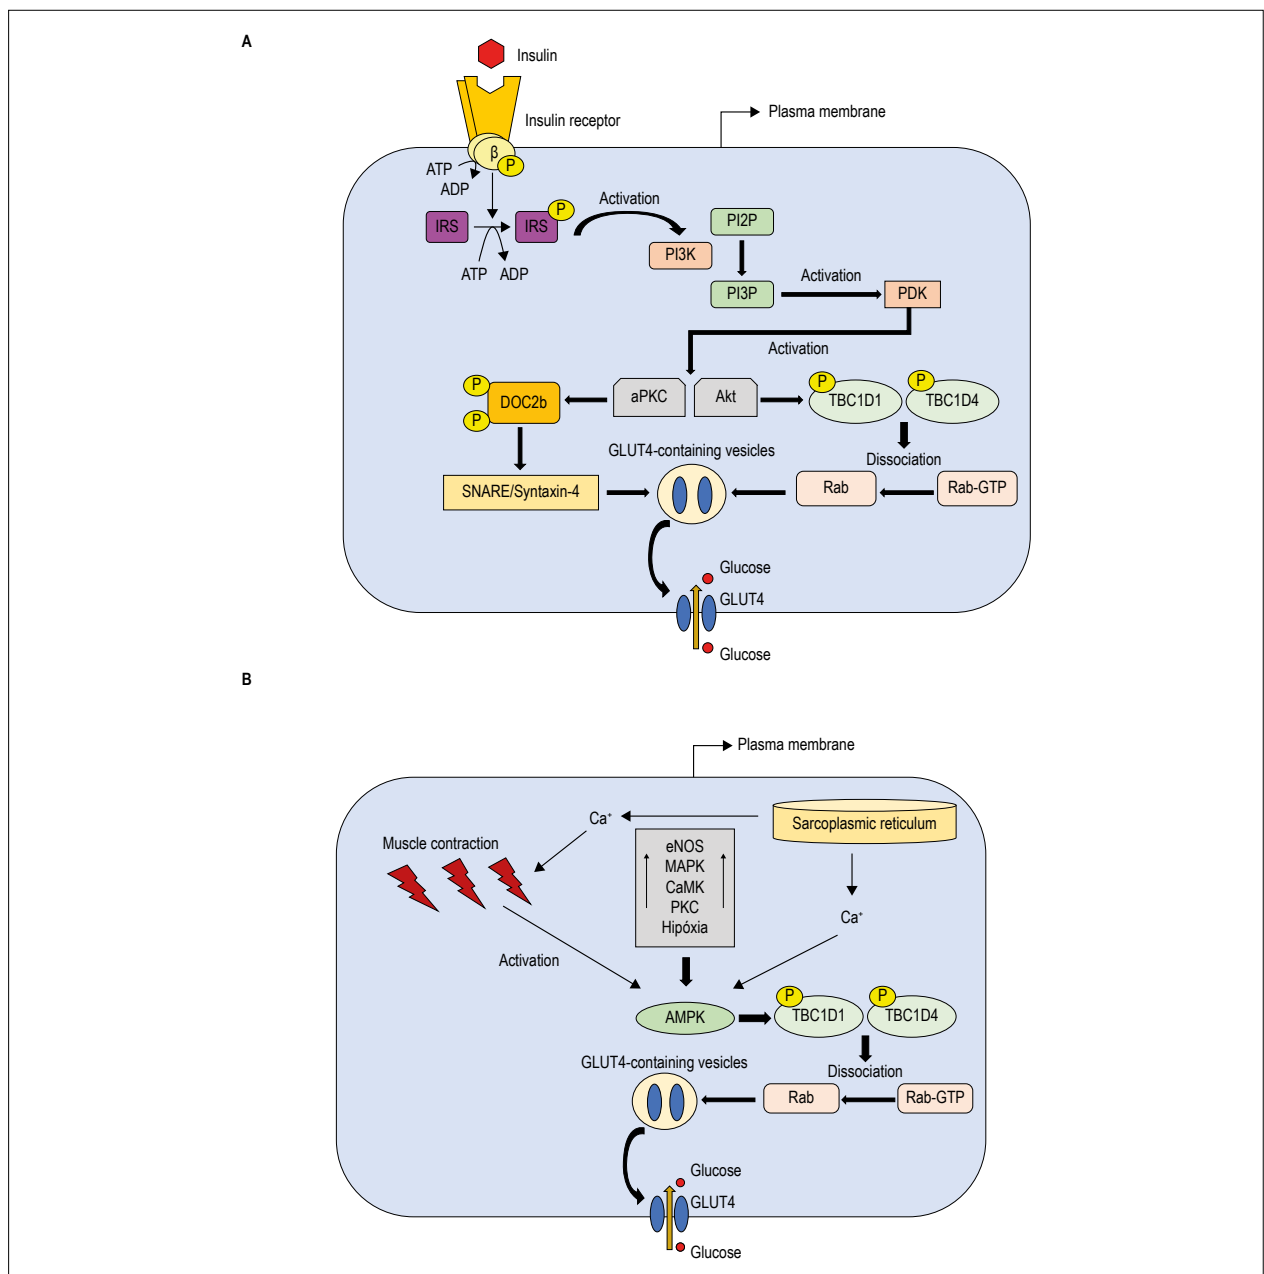 A
Insulin
Insulin receptor
Plasma membrane
β
P
ATP
ADP
IRS
IRS
P
ATP
ADP
Activation
PI3K
PI2P
PI3P
Activation
PDK
Activation
P
P
DOC2b
aPKC
Akt
P
TBC1D1
P
TBC1D4
Dissociation
GLUT4-containing vesicles
SNARE/Syntaxin-4
Rab
Rab-GTP
Glucose
GLUT4
Glucose
B
Plasma membrane
Ca⁺
Sarcoplasmic reticulum
Muscle contraction
eNOS
MAPK
CaMK
PKC
Hipóxia
Ca⁺
Activation
AMPK
P
TBC1D1
P
TBC1D4
Dissociation
GLUT4-containing vesicles
Rab
Rab-GTP
Glucose
GLUT4
Glucose